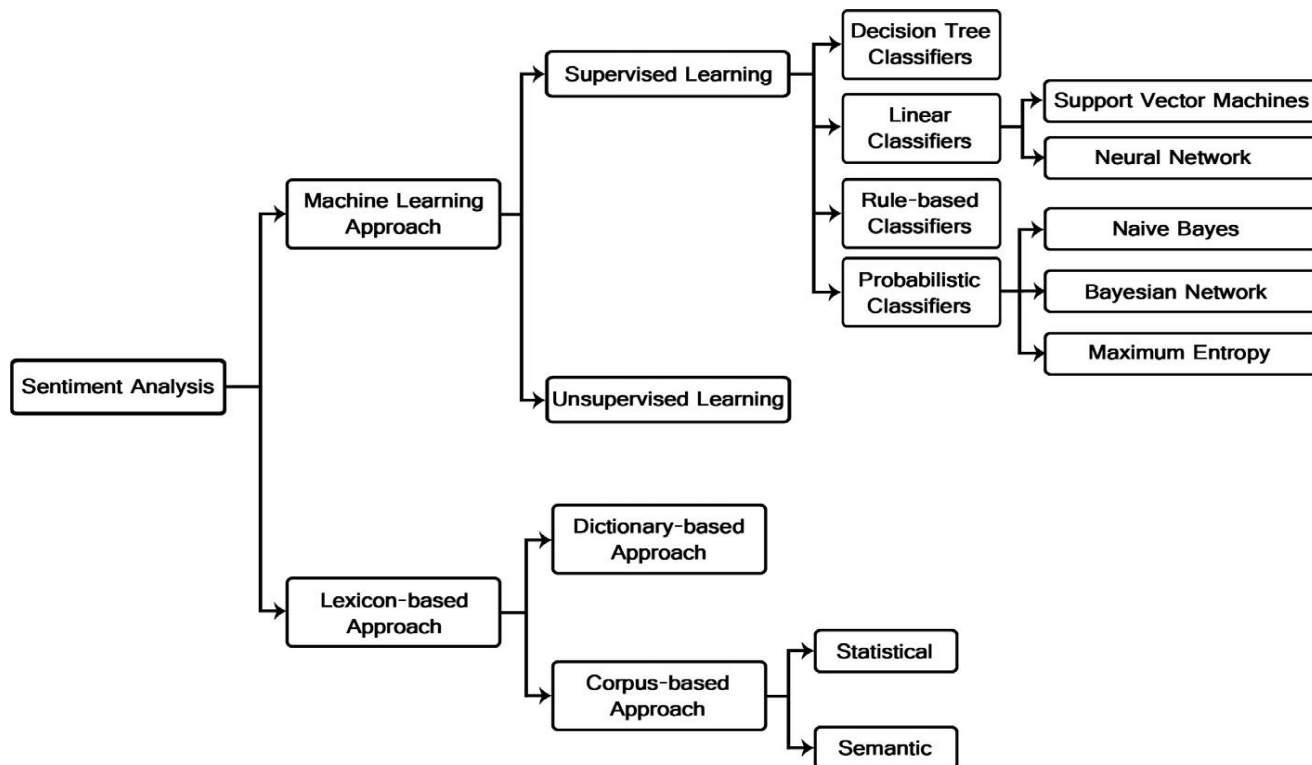 Decision Tree
Classifiers
Supervised Learning
Support Vector Machines
Linear
Classifiers
Neural Network
Machine Learning
Approach
Rule-based
Classifiers
Naive Bayes
Probabilistic
Classifiers
Bayesian Network
Maximum Entropy
Sentiment Analysis
Unsupervised Learning
Dictionary-based
Approach
Lexicon-based
Approach
Statistical
Corpus-based
Approach
Semantic